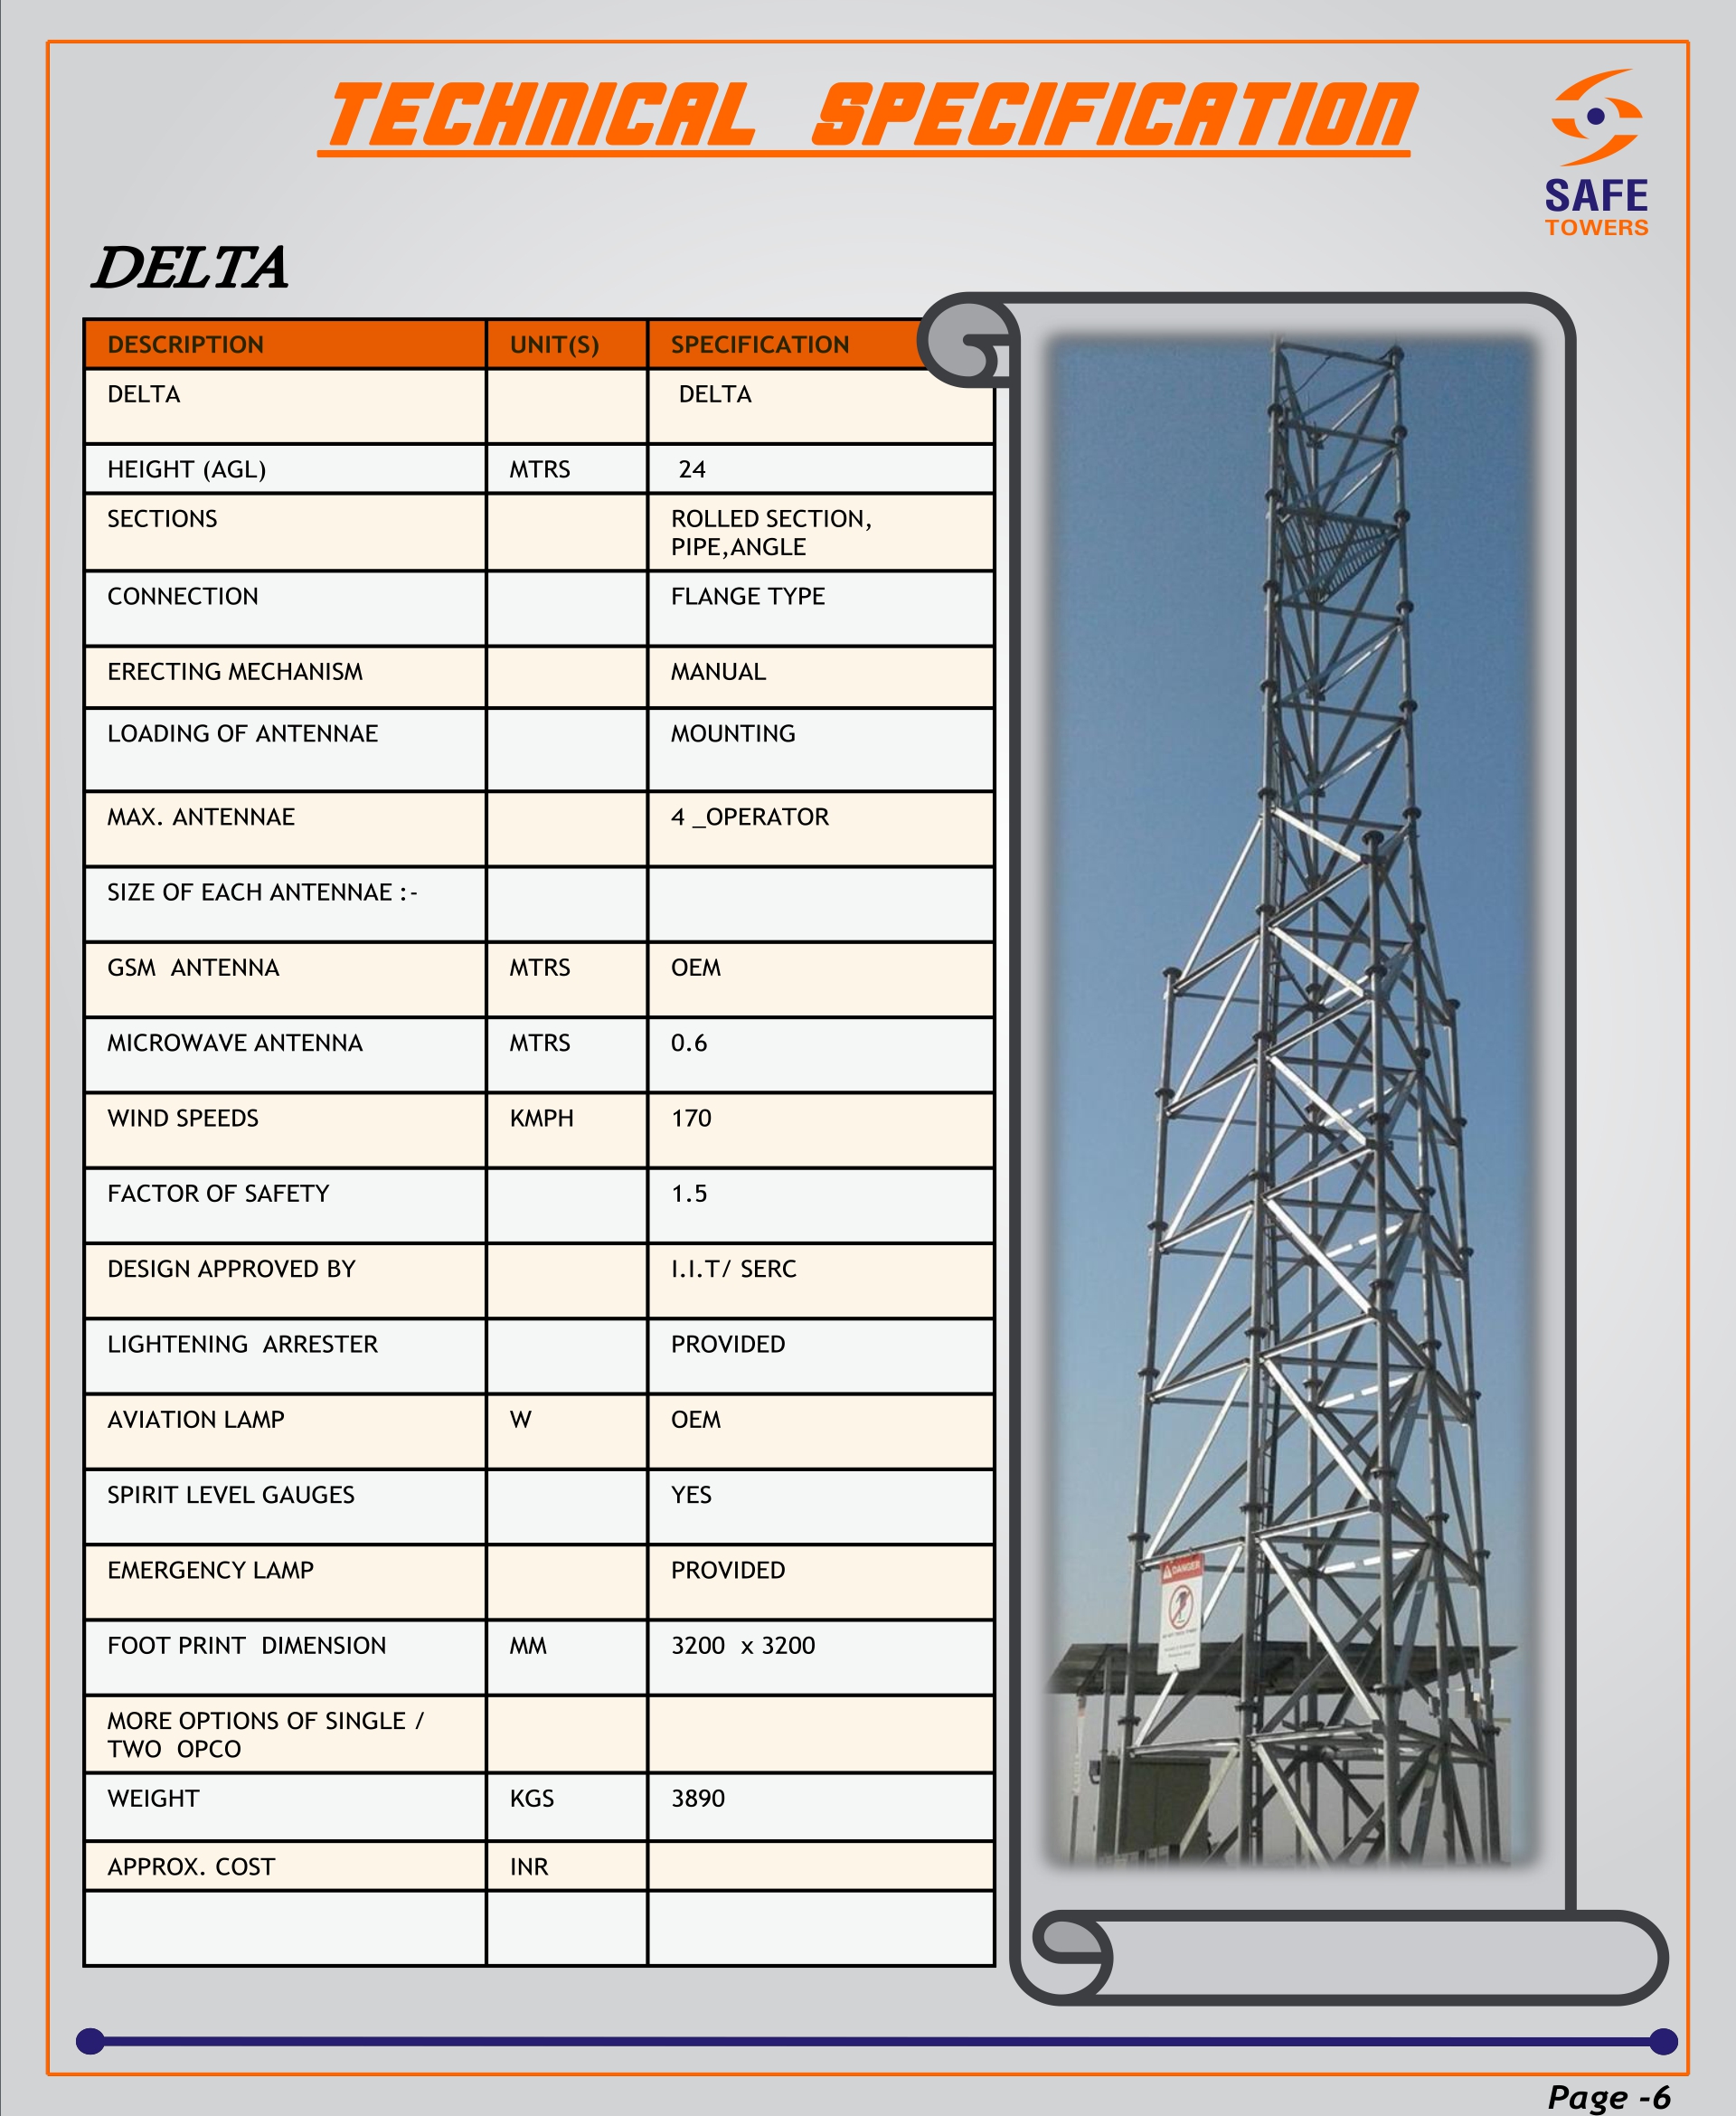 TECHNICAL SPECIFICATION
SAFE
TOWERS
DELTA
DESCRIPTION UNIT(S) SPECIFICATION
DELTA DELTA
HEIGHT (AGL) MTRS 24
SECTIONS ROLLED SECTION,
PIPE,ANGLE
CONNECTION FLANGE TYPE
ERECTING MECHANISM MANUAL
LOADING OF ANTENNAE MOUNTING
MAX. ANTENNAE 4 _OPERATOR
SIZE OF EACH ANTENNAE :-
GSM ANTENNA MTRS OEM
MICROWAVE ANTENNA MTRS 0.6
WIND SPEEDS KMPH 170
FACTOR OF SAFETY 1.5
DESIGN APPROVED BY I.I.T/ SERC
LIGHTENING ARRESTER PROVIDED
AVIATION LAMP W OEM
SPIRIT LEVEL GAUGES YES
EMERGENCY LAMP PROVIDED
FOOT PRINT DIMENSION MM 3200 x 3200
MORE OPTIONS OF SINGLE /
TWO OPCO
WEIGHT KGS 3890
APPROX. COST INR
DANGER
Page -6